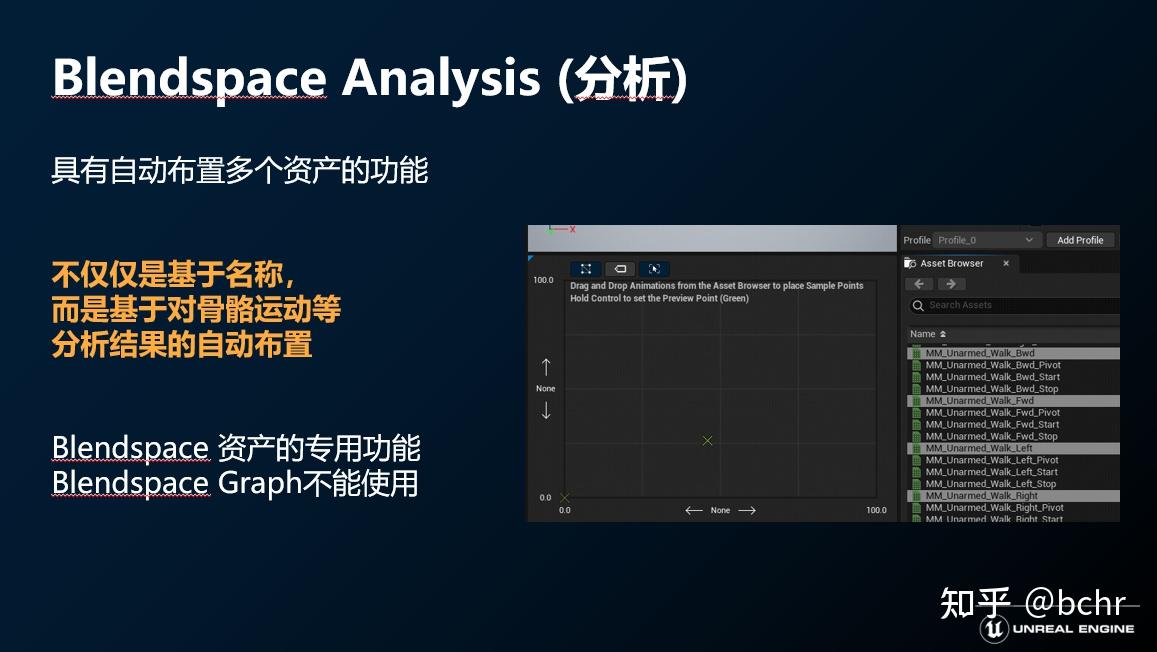 Blendspace Analysis (分析)
具有自动布置多个资产的功能
不仅仅是基于名称，
而是基于对骨骼运动等
分析结果的自动布置
Blendspace 资产的专用功能
Blendspace Graph不能使用
X
100.0
Drag and Drop Animations from the Asset Browser to place Sample Points
Hold Control to set the Preview Point (Green)
None
0.0
0.0
None
100.0
Profile Profile_0 Add Profile
Asset Browser
Search Assets
Name
MM_Unarmed_Walk_Bwd
MM_Unarmed_Walk_Bwd_Pivot
MM_Unarmed_Walk_Bwd_Start
MM_Unarmed_Walk_Bwd_Stop
MM_Unarmed_Walk_Fwd
MM_Unarmed_Walk_Fwd_Pivot
MM_Unarmed_Walk_Fwd_Start
MM_Unarmed_Walk_Fwd_Stop
MM_Unarmed_Walk_Left
MM_Unarmed_Walk_Left_Pivot
MM_Unarmed_Walk_Left_Start
MM_Unarmed_Walk_Left_Stop
MM_Unarmed_Walk_Right
MM_Unarmed_Walk_Right_Pivot
MM_Unarmed_Walk_Right_Start
知乎 @bchr
UNREAL ENGINE